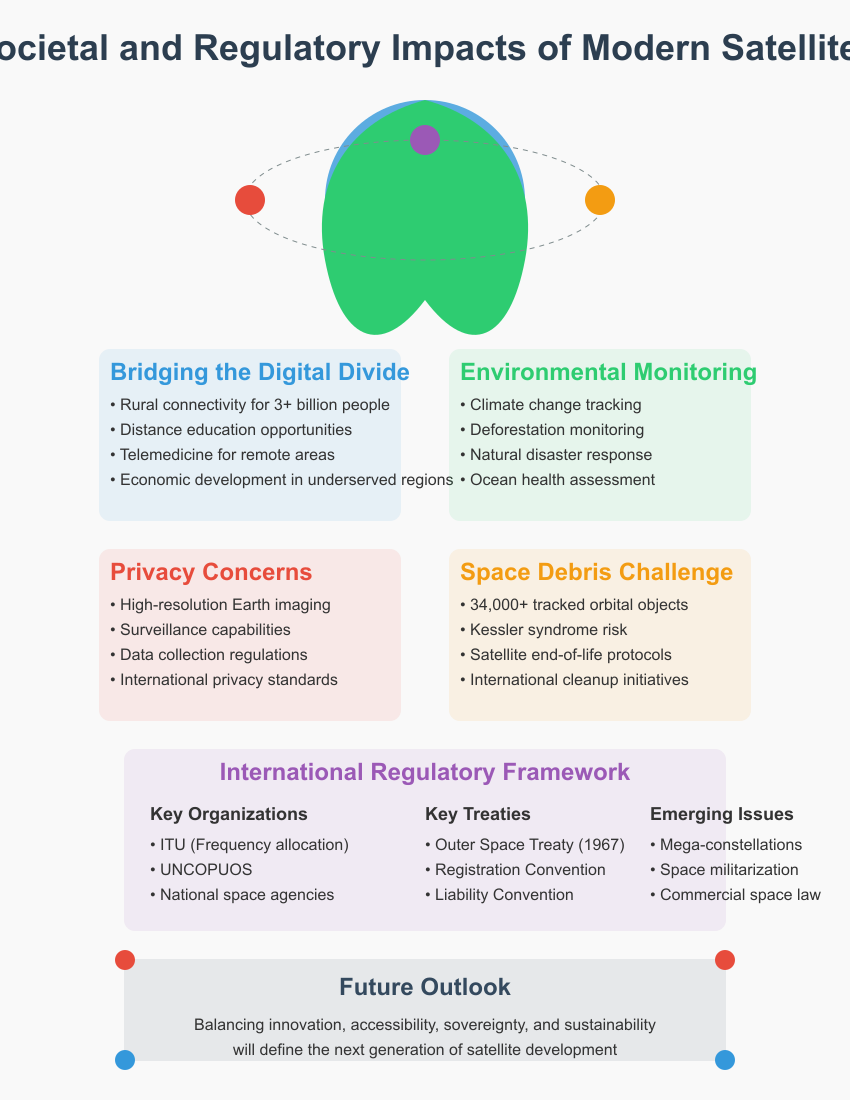 ocietal and Regulatory Impacts of Modern Satellite
Bridging the Digital Divide
• Rural connectivity for 3+ billion people
• Distance education opportunities
• Telemedicine for remote areas
• Economic development in underserved regions
Environmental Monitoring
• Climate change tracking
• Deforestation monitoring
• Natural disaster response
• Ocean health assessment
Privacy Concerns
• High-resolution Earth imaging
• Surveillance capabilities
• Data collection regulations
• International privacy standards
Space Debris Challenge
• 34,000+ tracked orbital objects
• Kessler syndrome risk
• Satellite end-of-life protocols
• International cleanup initiatives
International Regulatory Framework
Key Organizations
• ITU (Frequency allocation)
• UNCOPUOS
• National space agencies
Key Treaties
• Outer Space Treaty (1967)
• Registration Convention
• Liability Convention
Emerging Issues
• Mega-constellations
• Space militarization
• Commercial space law
Future Outlook
Balancing innovation, accessibility, sovereignty, and sustainability
will define the next generation of satellite development